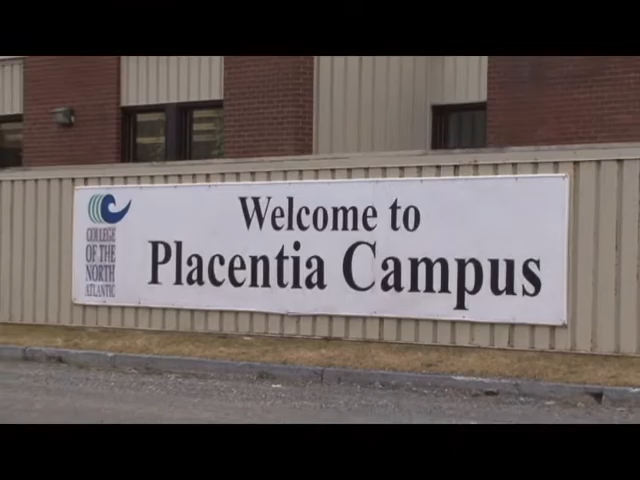 Welcome to
Placentia Campus
COLLEGE
OF THE
NORTH
ATLANTIC